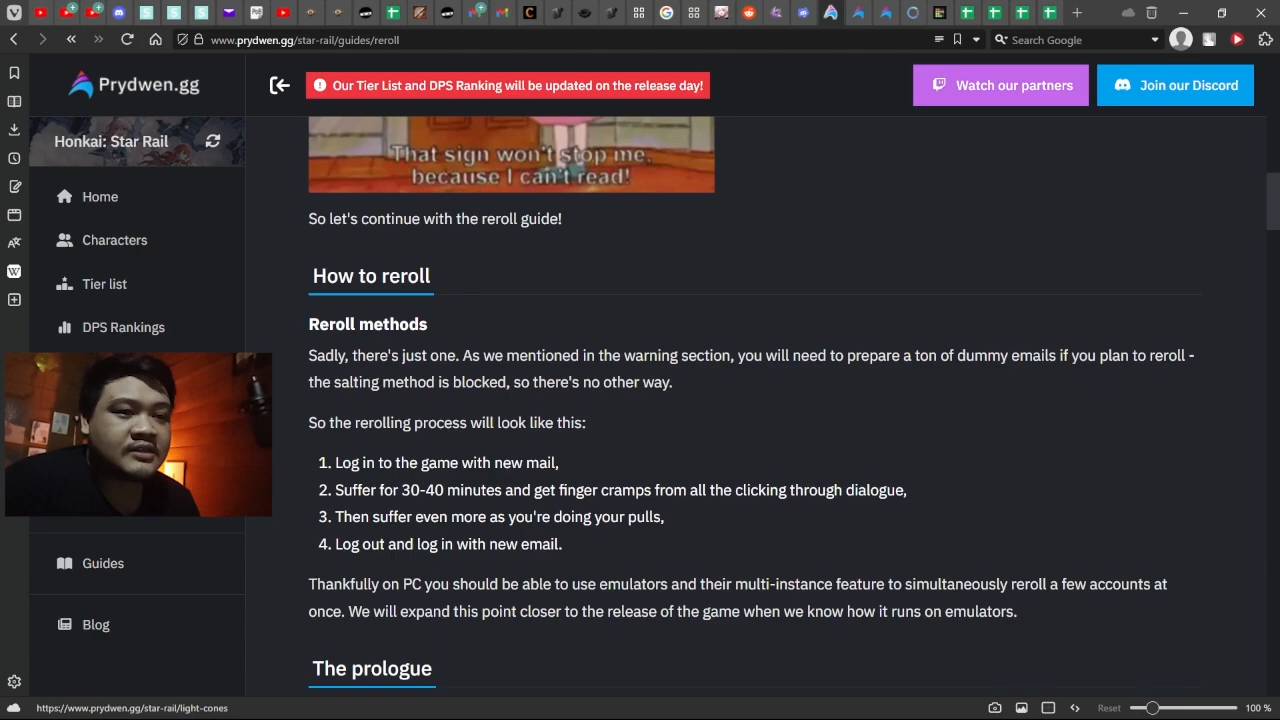 www.prydwen.gg/star-rail/guides/reroll
Search Google
Prydwen.gg
Our Tier List and DPS Ranking will be updated on the release day!
Watch our partners
Join our Discord
Honkai: Star Rail
Home
Characters
Tier list
DPS Rankings
Guides
Blog
That sign won't stop me,
because I can't read!
So let's continue with the reroll guide!
How to reroll
Reroll methods
Sadly, there's just one. As we mentioned in the warning section, you will need to prepare a ton of dummy emails if you plan to reroll -
the salting method is blocked, so there's no other way.
So the rerolling process will look like this:
1. Log in to the game with new mail,
2. Suffer for 30-40 minutes and get finger cramps from all the clicking through dialogue,
3. Then suffer even more as you're doing your pulls,
4. Log out and log in with new email.
Thankfully on PC you should be able to use emulators and their multi-instance feature to simultaneously reroll a few accounts at
once. We will expand this point closer to the release of the game when we know how it runs on emulators.
The prologue
https://www.prydwen.gg/star-rail/light-cones
Reset
100 %